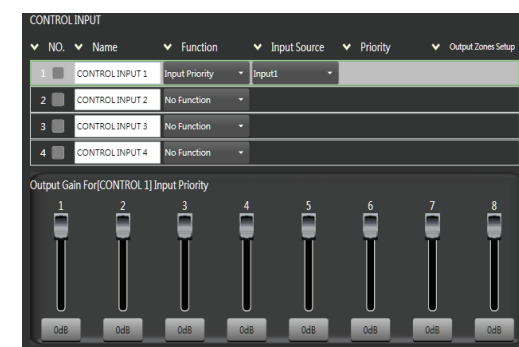 CONTROL INPUT
NO. Name Function Input Source Priority Output Zones Setup
1 CONTROL INPUT 1 Input Priority Input1
2 CONTROL INPUT 2 No Function
3 CONTROL INPUT 3 No Function
4 CONTROL INPUT 4 No Function
Output Gain For[CONTROL 1] Input Priority
1 2 3 4 5 6 7 8
0dB 0dB 0dB 0dB 0dB 0dB 0dB 0dB